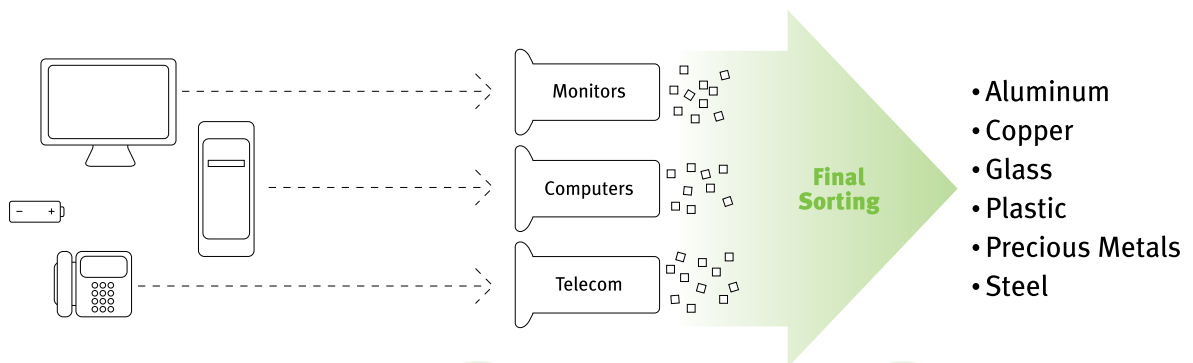 Monitors
Computers
Telecom
Final
Sorting
• Aluminum
• Copper
• Glass
• Plastic
• Precious Metals
• Steel